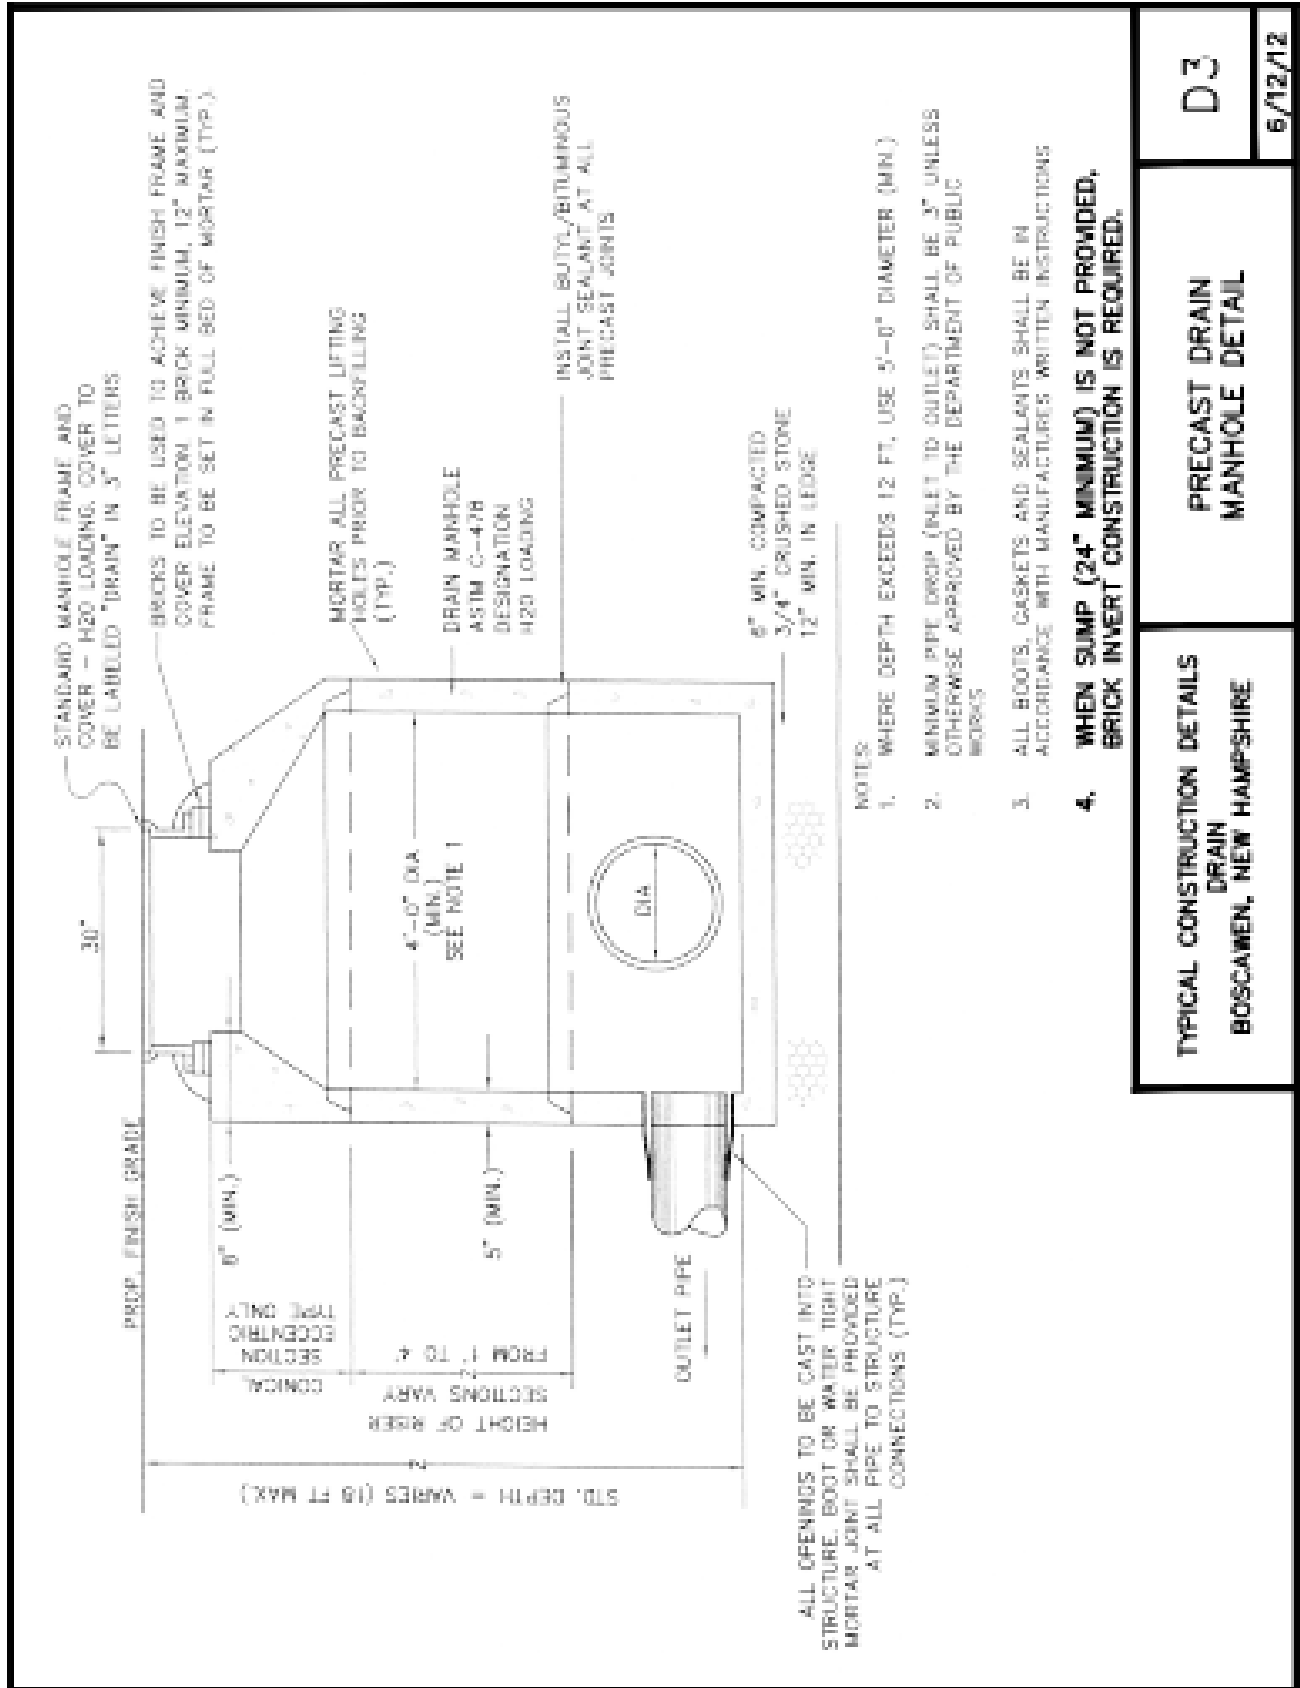 STANDARD MANHOLE FRAME AND
COVER - H20 LOADING. COVER TO
BE LABELED "DRAIN" IN 3" LETTERS
BRICKS TO BE USED TO ACHIEVE FINISH FRAME AND
COVER ELEVATION 1 BRICK MINIMUM, 12" MAXIMUM.
FRAME TO BE SET IN FULL BED OF MORTAR (TYP.)
30"
PROP. FINISH GRADE
MORTAR ALL PRECAST LIFTING
HOLES PRIOR TO BACKFILLING
(TYP.)
DRAIN MANHOLE
ASTM C-478
DESIGNATION
H20 LOADING
INSTALL BUTYL/BITUMINOUS
JOINT SEALANT AT ALL
PRECAST JOINTS
(MIN.)
CONICAL
SECTION
ECCENTRIC
TYPE ONLY
4'-0" DIA.
(MIN.)
SEE NOTE 1
5" (MIN.)
HEIGHT OF RISER
SECTIONS VARY
FROM 1' TO 4'
STD. DEPTH = VARIES (FT MAX.)
DIA
OUTLET PIPE
6" MIN. COMPACTED
3/4" CRUSHED STONE
12" MIN. IN LEDGE
ALL OPENINGS TO BE CAST INTO
STRUCTURE. BOOT OR WATER TIGHT
MORTAR JOINT SHALL BE PROVIDED
AT ALL PIPE TO STRUCTURE
CONNECTIONS (TYP.)
NOTES:
1. WHERE DEPTH EXCEEDS 12 FT, USE 5'-0" DIAMETER (MIN.)
2. MINIMUM PIPE DROP (INLET TO OUTLET) SHALL BE 3" UNLESS
OTHERWISE APPROVED BY THE DEPARTMENT OF PUBLIC
WORKS
3. ALL BOOTS, GASKETS AND SEALANTS SHALL BE IN
ACCORDANCE WITH MANUFACTURES WRITTEN INSTRUCTIONS
4. WHEN SUMP (24" MINIMUM) IS NOT PROVIDED,
BRICK INVERT CONSTRUCTION IS REQUIRED.
TYPICAL CONSTRUCTION DETAILS
DRAIN
BOSCAWEN, NEW HAMPSHIRE
PRECAST DRAIN
MANHOLE DETAIL
D3
6/12/12